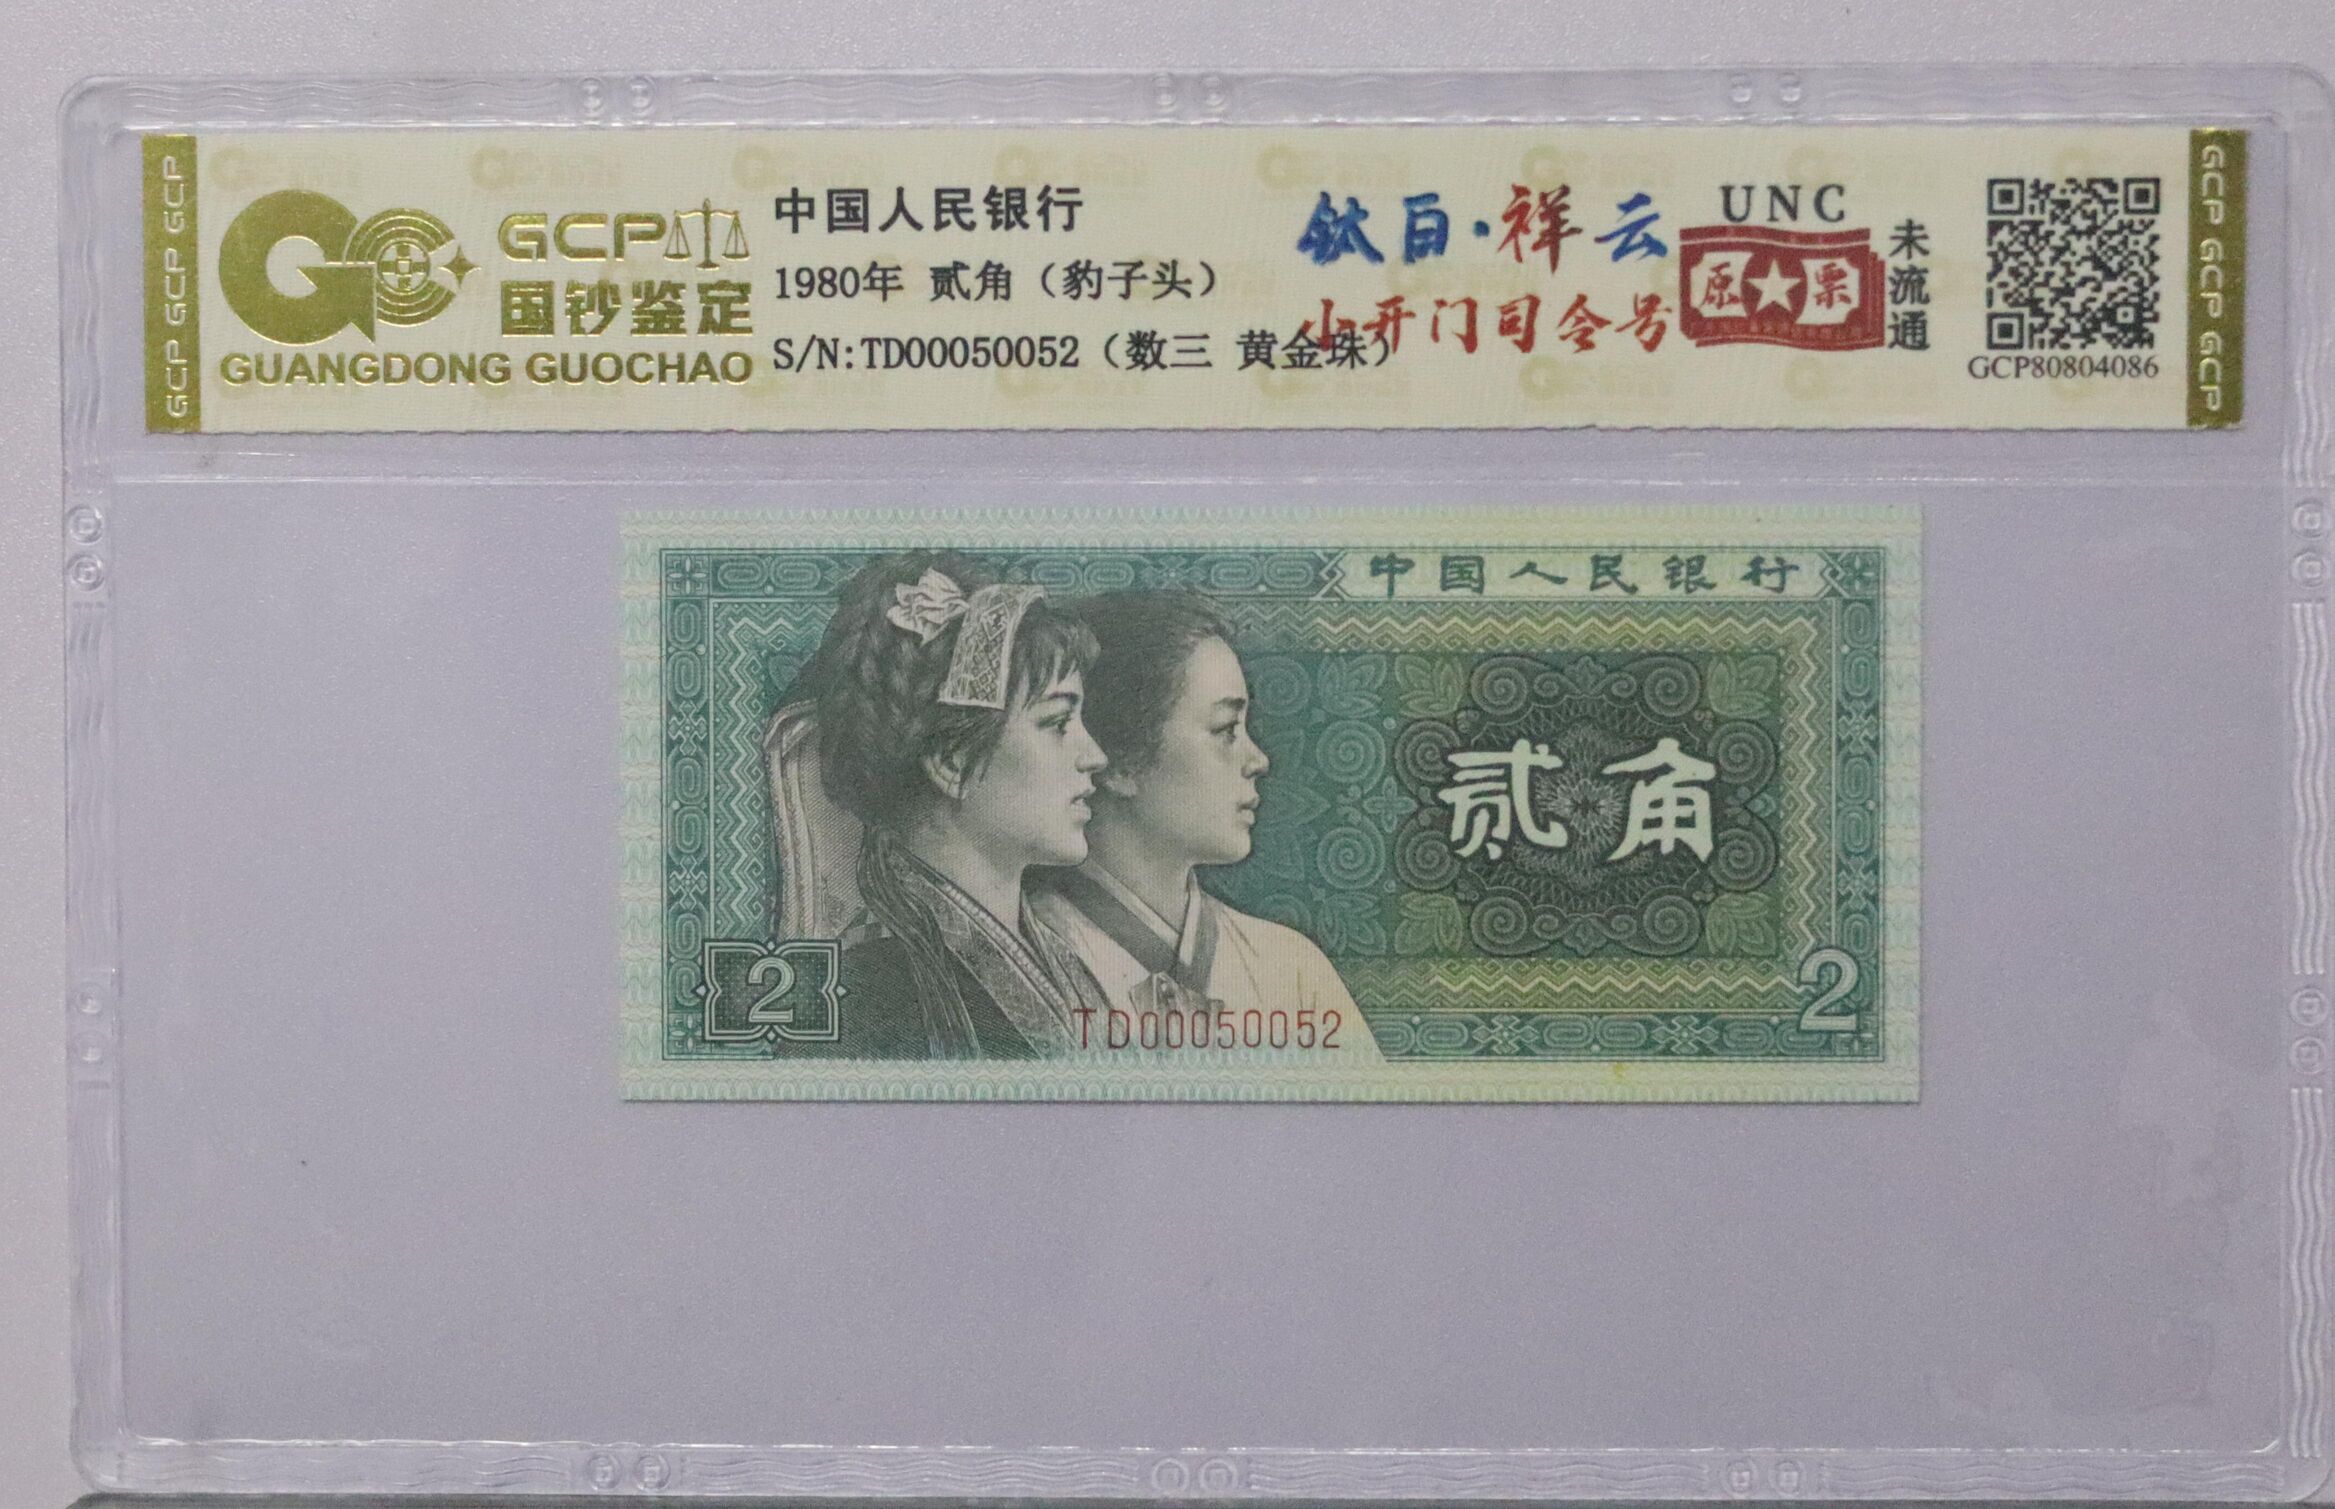 GCP GCP GCP
GCP
国钞鉴定
GUANGDONG GUOCHAO
中国人民银行
1980年 贰角（豹子头）
S/N:TD00050052（数三 黄金珠）
钛白·祥云
小开门司令号
UNC
原票
未流通
GCP80804086
GCP GCP GCP
中国人民银行
贰角
2
TD00050052
2